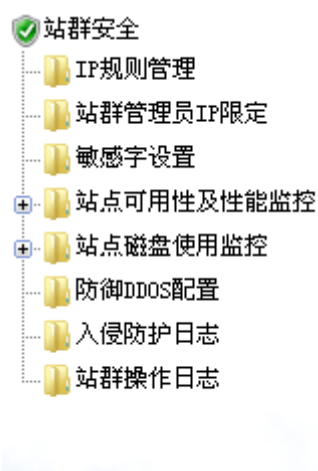 站群安全
IP规则管理
站群管理员IP限定
敏感字设置
站点可用性及性能监控
站点磁盘使用监控
防御DDOS配置
入侵防护日志
站群操作日志